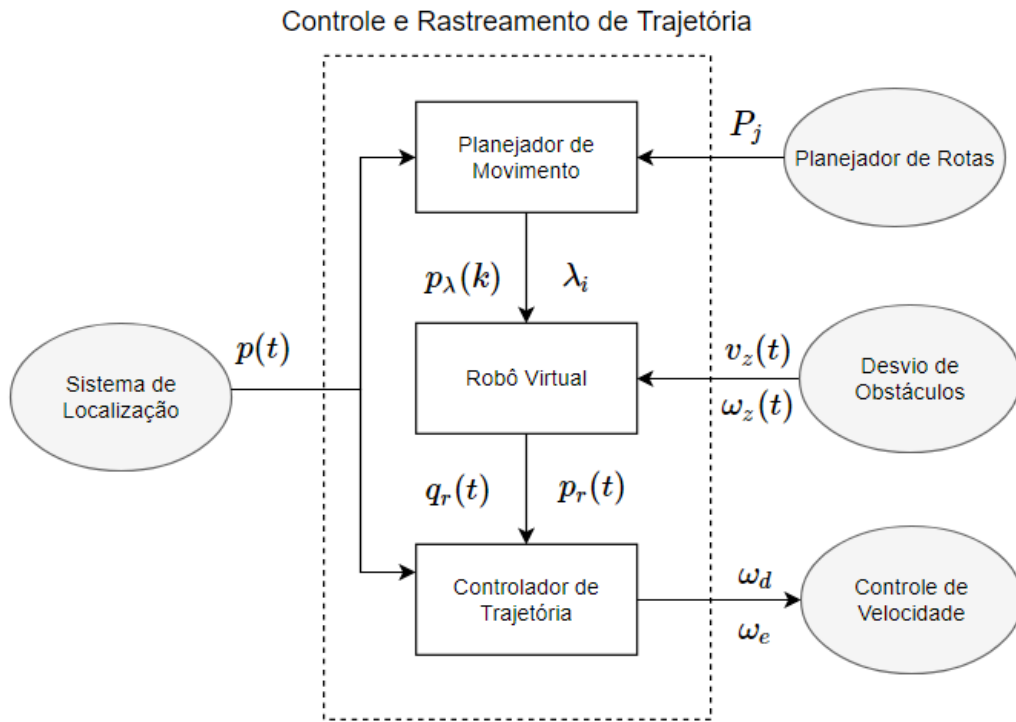 Controle e Rastreamento de Trajetória
Planejador de
Movimento
P_j
Planejador de Rotas
p_λ(k)
λ_i
p(t)
Sistema de
Localização
Robô Virtual
v_z(t)
ω_z(t)
Desvio de
Obstáculos
q_r(t)
p_r(t)
Controlador de
Trajetória
ω_d
ω_e
Controle de
Velocidade